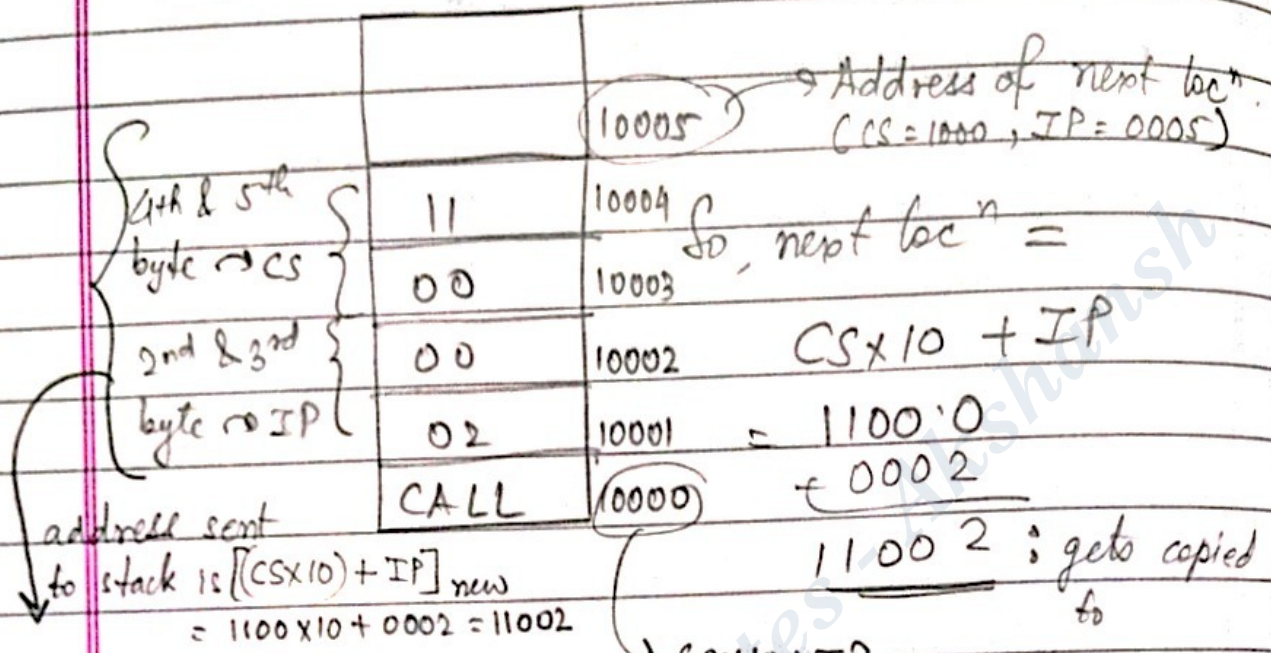 10005
→ Address of next locⁿ.
(CS = 1000, IP = 0005)
4th & 5th
byte → CS
11
10004
00
10003
So, next locⁿ =
2nd & 3rd
byte → IP
00
10002
02
10001
CS×10 + IP
= 1100·0
+ 0002
11002 : gets copied
to
CALL
10000
address sent
to stack is [(CS×10) + IP] new
= 1100×10 + 0002 = 11002
Akshansh